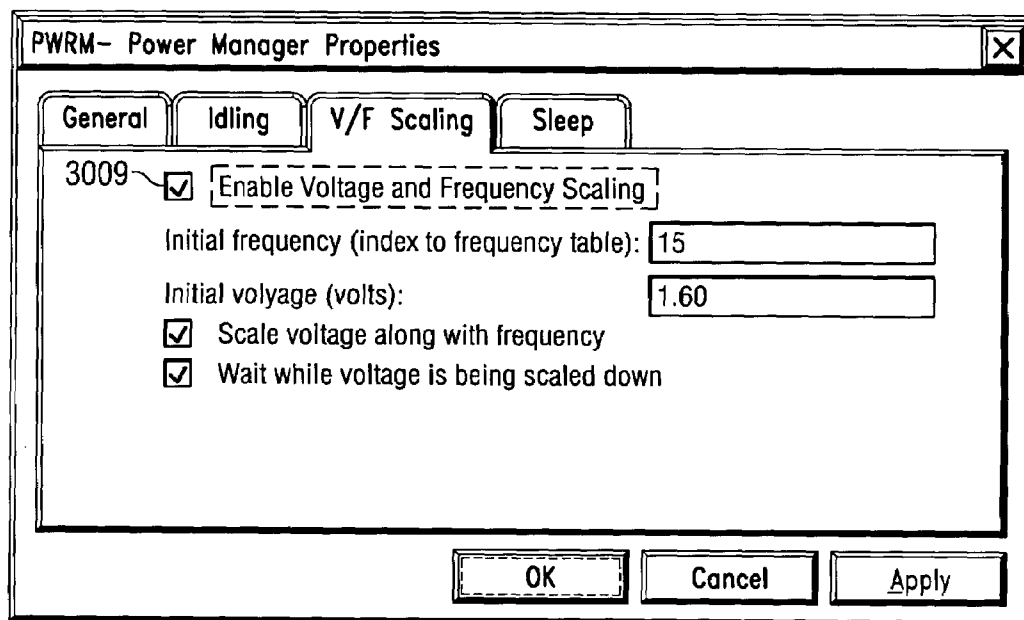 PWRM- Power Manager Properties
General Idling V/F Scaling Sleep
3009 Enable Voltage and Frequency Scaling
Initial frequency (index to frequency table): 15
Initial volyage (volts): 1.60
Scale voltage along with frequency
Wait while voltage is being scaled down
OK Cancel Apply